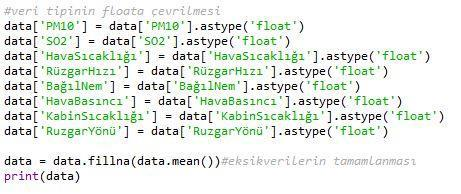 #veri tipinin floata çevrilmesi
data['PM10'] = data['PM10'].astype('float')
data['SO2'] = data['SO2'].astype('float')
data['HavaSıcaklığı'] = data['HavaSıcaklığı'].astype('float')
data['RüzgarHızı'] = data['RüzgarHızı'].astype('float')
data['BağılNem'] = data['BağılNem'].astype('float')
data['HavaBasıncı'] = data['HavaBasıncı'].astype('float')
data['KabinSıcaklığı'] = data['KabinSıcaklığı'].astype('float')
data['RuzgarYönü'] = data['RuzgarYönü'].astype('float')
data = data.fillna(data.mean())#eksikverilerin tamamlanması
print(data)